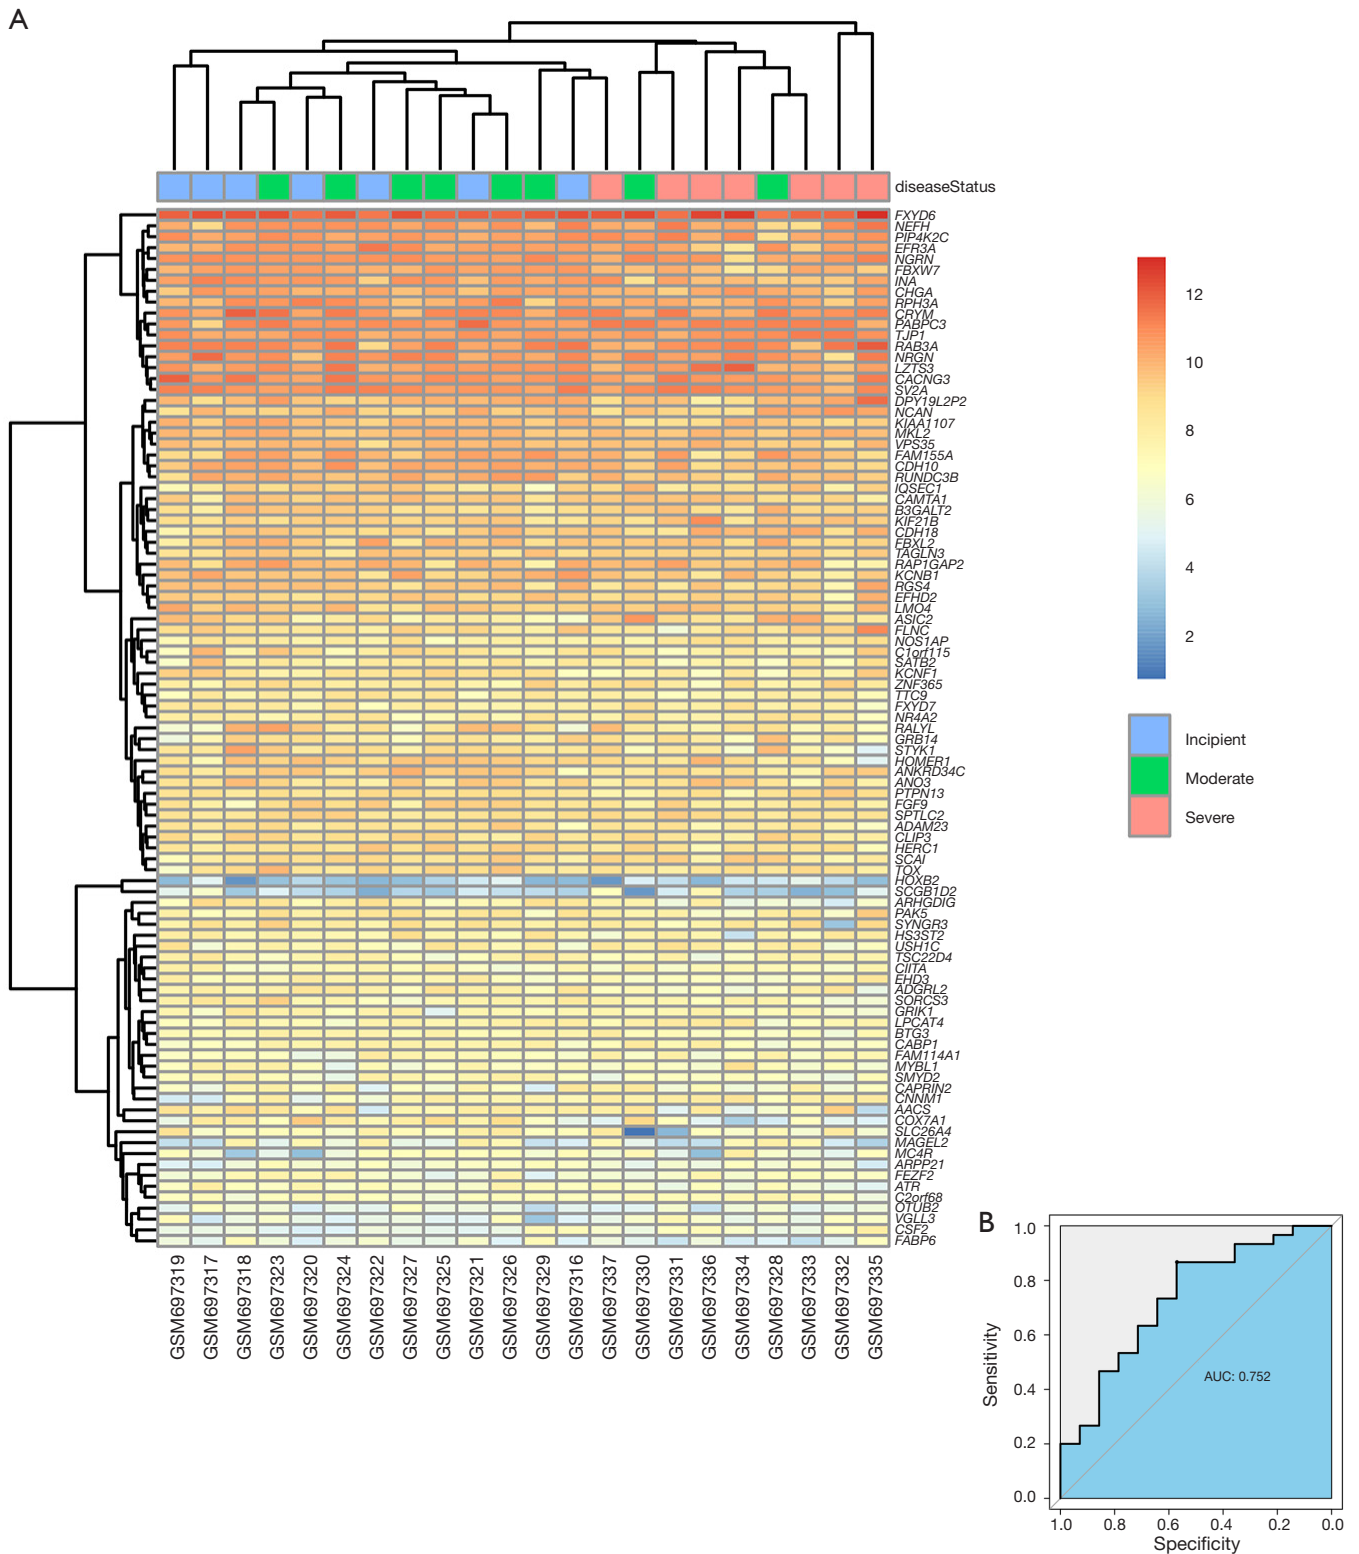 A
diseaseStatus
FXYD6
NEFH
PIP4K2C
EFR3A
NGRN
FBXW7
INA
CHGA
RPH3A
CRYM
PABPC3
TJP1
RAB3A
NRGN
LZTS3
CACNG3
SV2A
DPY19L2P2
NCAN
KIAA1107
MKL2
VPS35
FAM155A
CDH10
RUNDC3B
IQSEC1
CAMTA1
B3GALT2
KIF21B
CDH18
FBXL2
TAGLN3
RAP1GAP2
KCNB1
RGS4
EFHD2
LMO4
ASIC2
FLNC
NOS1AP
C1orf115
SATB2
KCNF1
ZNF365
TTC9
FXYD7
NR4A2
RALYL
GRB14
STYK1
HOMER1
ANKRD34C
ANO3
PTPN13
FGF9
SPTLC2
ADAM23
CLIP3
HERC1
SCAI
TOX
HOXB2
SCGB1D2
ARHGDIG
PAK5
SYNGR3
HS3ST2
USH1C
TSC22D4
CIITA
EHD3
ADGRL2
SORCS3
GRIK1
LPCAT4
BTG3
CABP1
FAM114A1
MYBL1
SMYD2
CAPRIN2
CNNM1
AACS
COX7A1
SLC26A4
MAGEL2
MC4R
ARPP21
FEZF2
ATR
C2orf68
OTUB2
VGLL3
CSF2
FABP6
GSM697319
GSM697317
GSM697318
GSM697323
GSM697320
GSM697324
GSM697322
GSM697327
GSM697325
GSM697321
GSM697326
GSM697329
GSM697316
GSM697337
GSM697330
GSM697331
GSM697336
GSM697334
GSM697328
GSM697333
GSM697332
GSM697335
12
10
8
6
4
2
Incipient
Moderate
Severe
B
1.0
0.8
0.6
0.4
0.2
0.0
Sensitivity
AUC: 0.752
1.0 0.8 0.6 0.4 0.2 0.0
Specificity